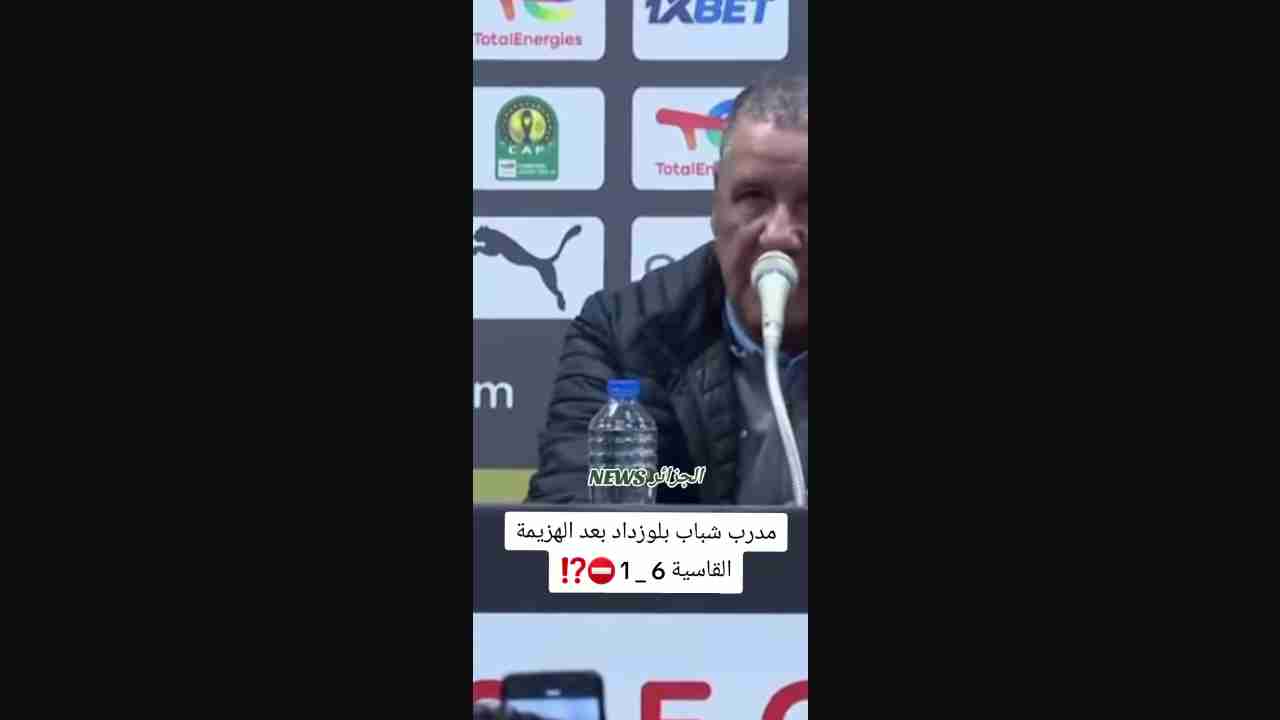 TotalEnergies
1XBET
CAF
TotalEn
m
الجزائر NEWS
مدرب شباب بلوزداد بعد الهزيمة
القاسية 6 _ 1 ⛔⁉️